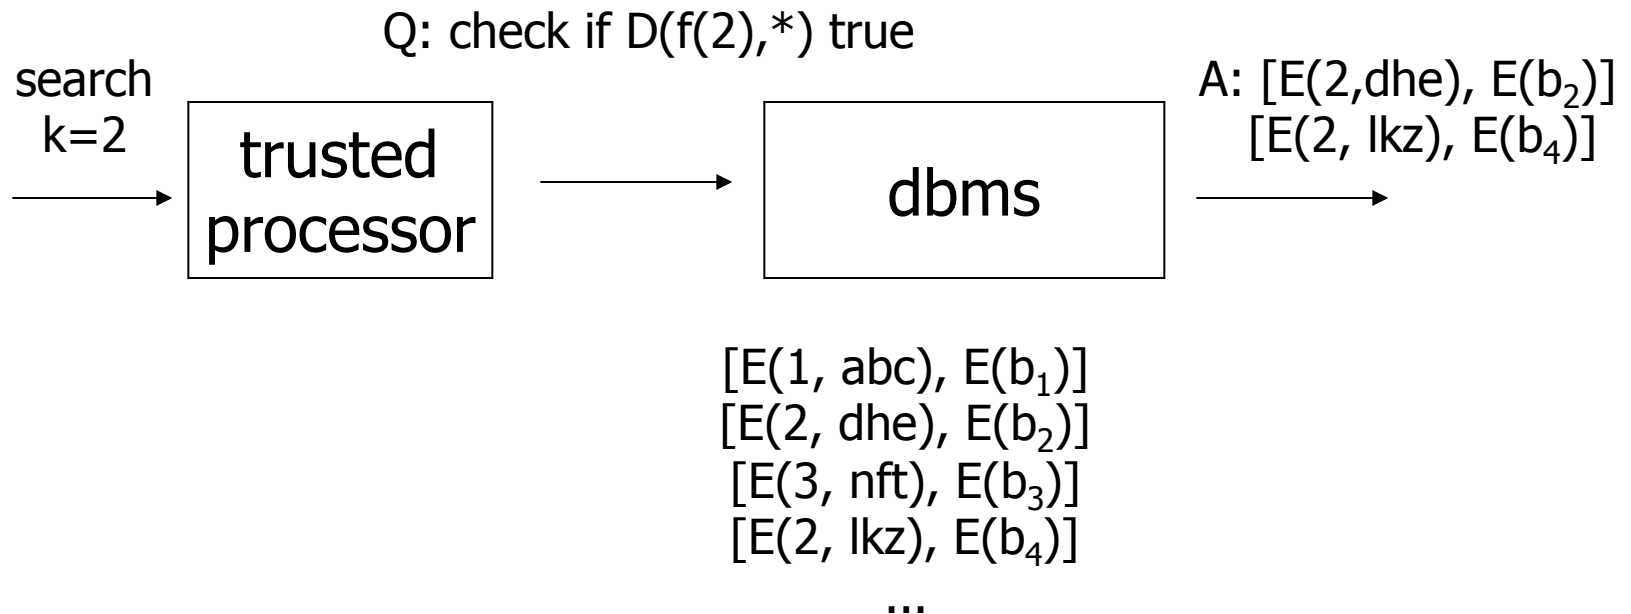 Q: check if D(f(2),*) true
search
k=2
trusted
processor
dbms
A: [E(2,dhe), E(b₂)]
[E(2, lkz), E(b₄)]
[E(1, abc), E(b₁)]
[E(2, dhe), E(b₂)]
[E(3, nft), E(b₃)]
[E(2, lkz), E(b₄)]
...